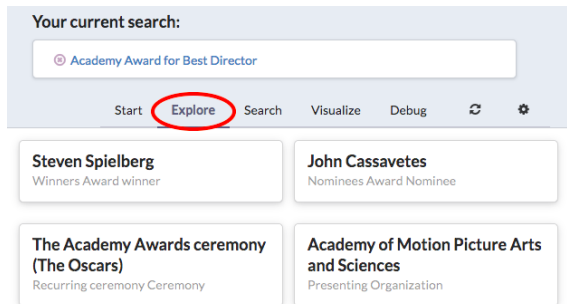 Your current search:
Academy Award for Best Director
Start Explore Search Visualize Debug
Steven Spielberg
Winners Award winner
John Cassavetes
Nominees Award Nominee
The Academy Awards ceremony
(The Oscars)
Recurring ceremony Ceremony
Academy of Motion Picture Arts
and Sciences
Presenting Organization